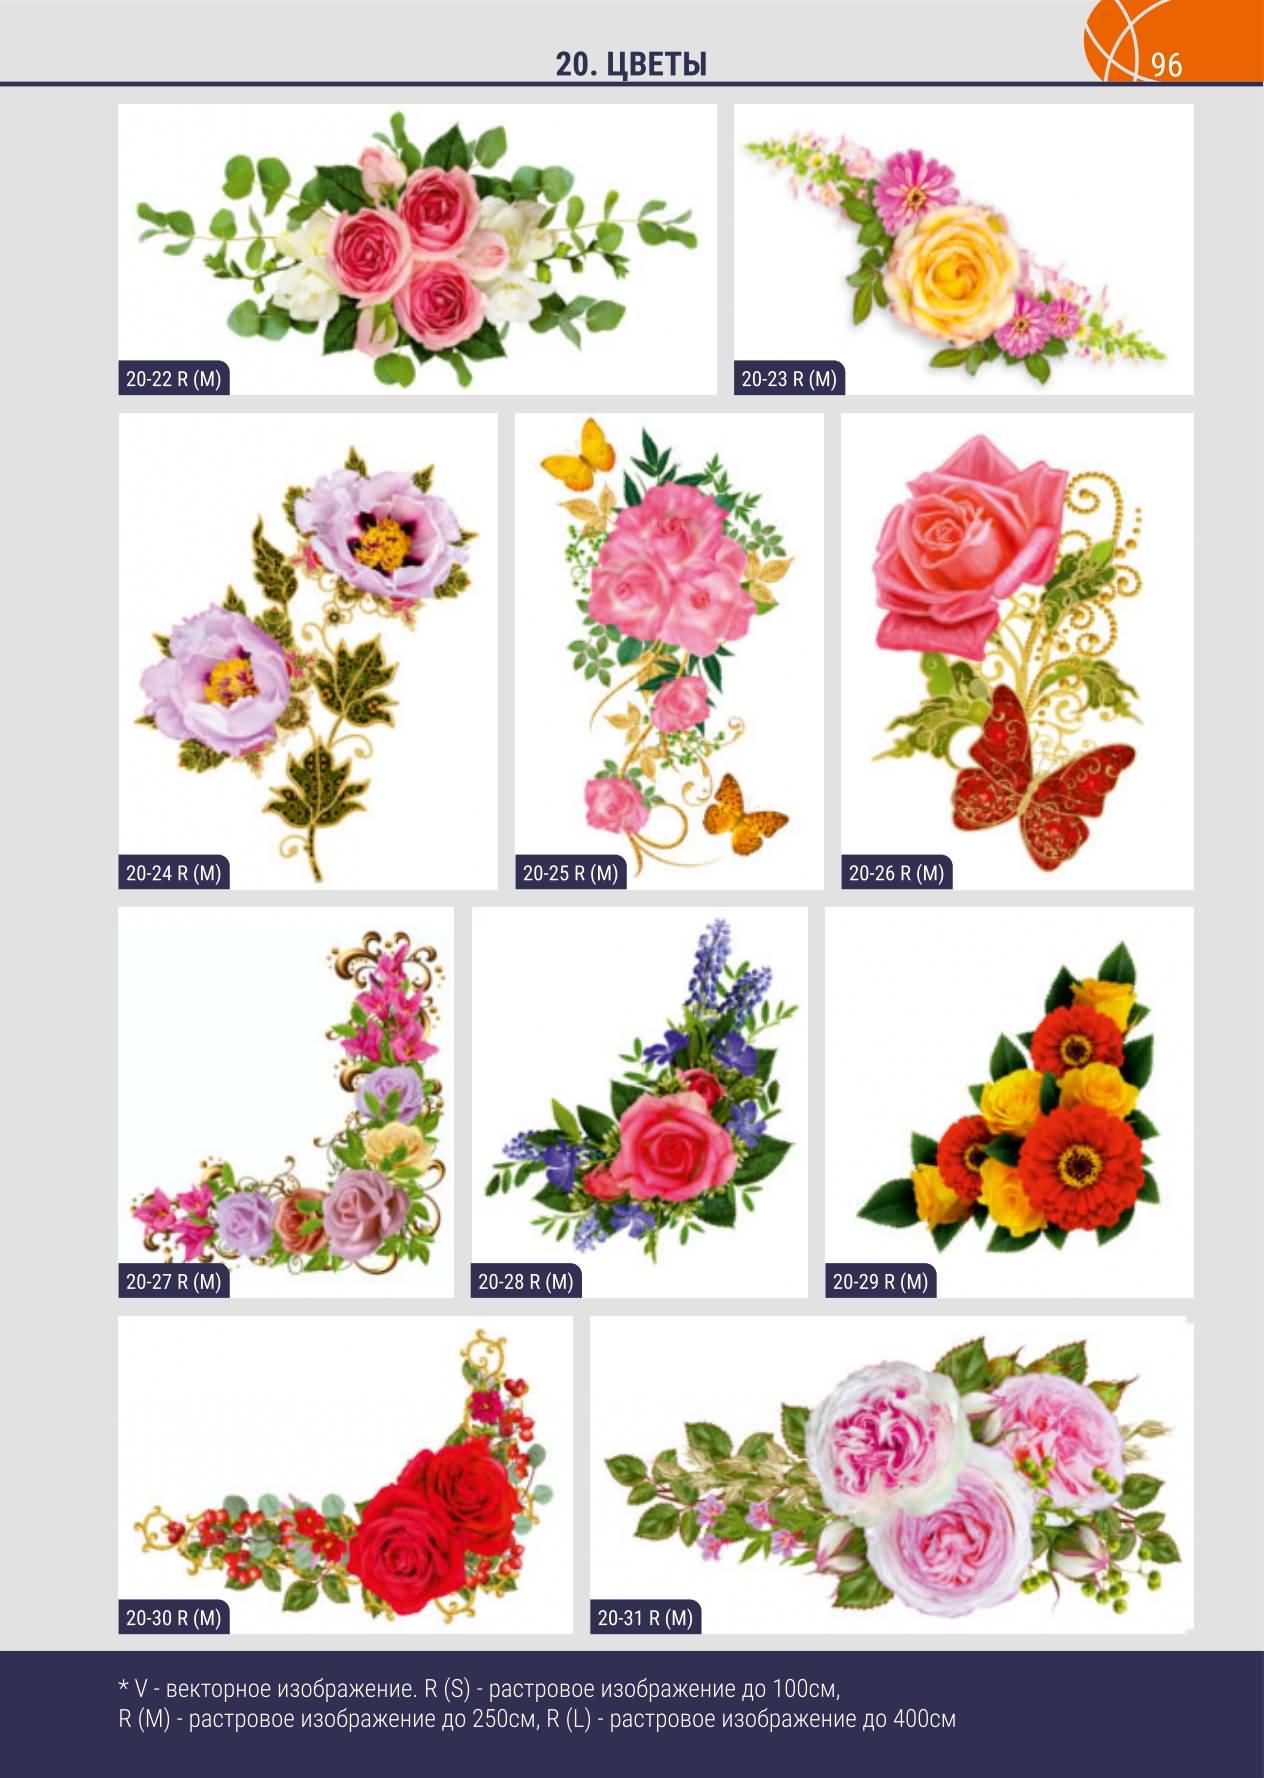 20. ЦВЕТЫ
96
20-22 R (M)
20-23 R (M)
20-24 R (M)
20-25 R (M)
20-26 R (M)
20-27 R (M)
20-28 R (M)
20-29 R (M)
20-30 R (M)
20-31 R (M)
* V - векторное изображение. R (S) - растровое изображение до 100см,
R (M) - растровое изображение до 250см, R (L) - растровое изображение до 400см